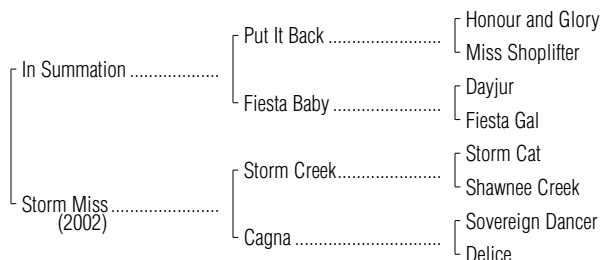 Honour and Glory
Put It Back ........................
Miss Shoplifter
In Summation ...................
Dayjur
Fiesta Baby .......................
Fiesta Gal
Storm Cat
Storm Creek......................
Shawnee Creek
Storm Miss.......................
(2002)
Sovereign Dancer
Cagna ..............................
Delice